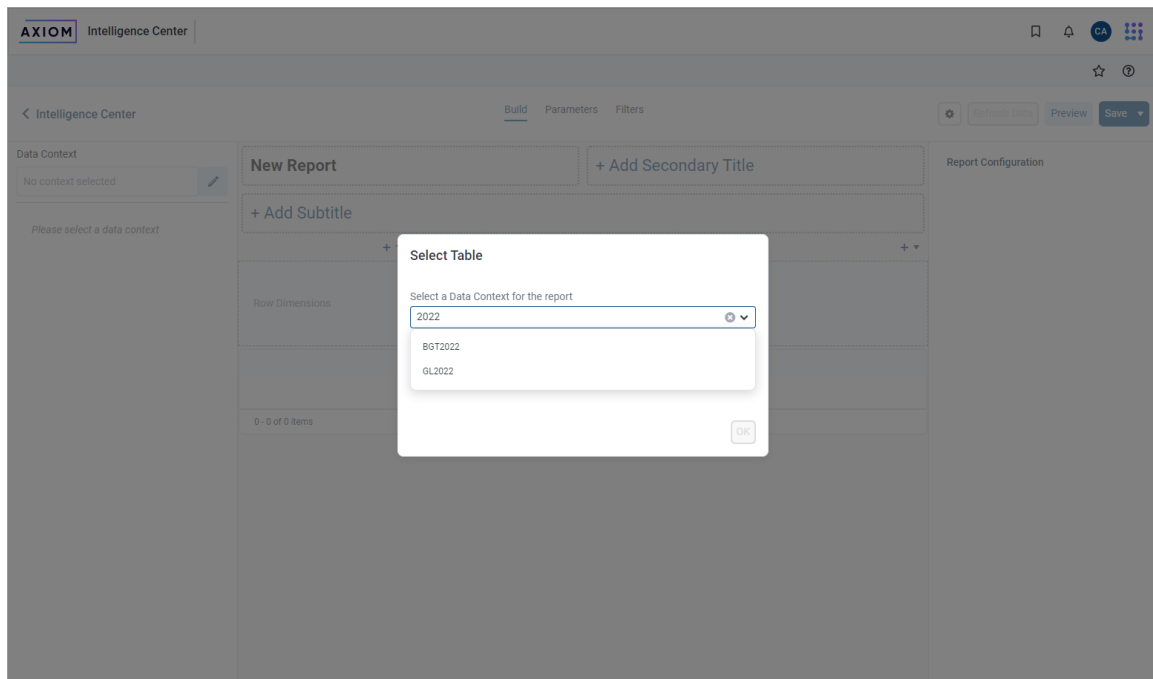 AXIOM Intelligence Center
CA
Intelligence Center
Build Parameters Filters
Refresh Data Preview Save
Data Context
No context selected
Please select a data context
New Report
+ Add Secondary Title
+ Add Subtitle
Row Dimensions
0 - 0 of 0 items
Report Configuration
Select Table
Select a Data Context for the report
2022
BGT2022
GL2022
OK